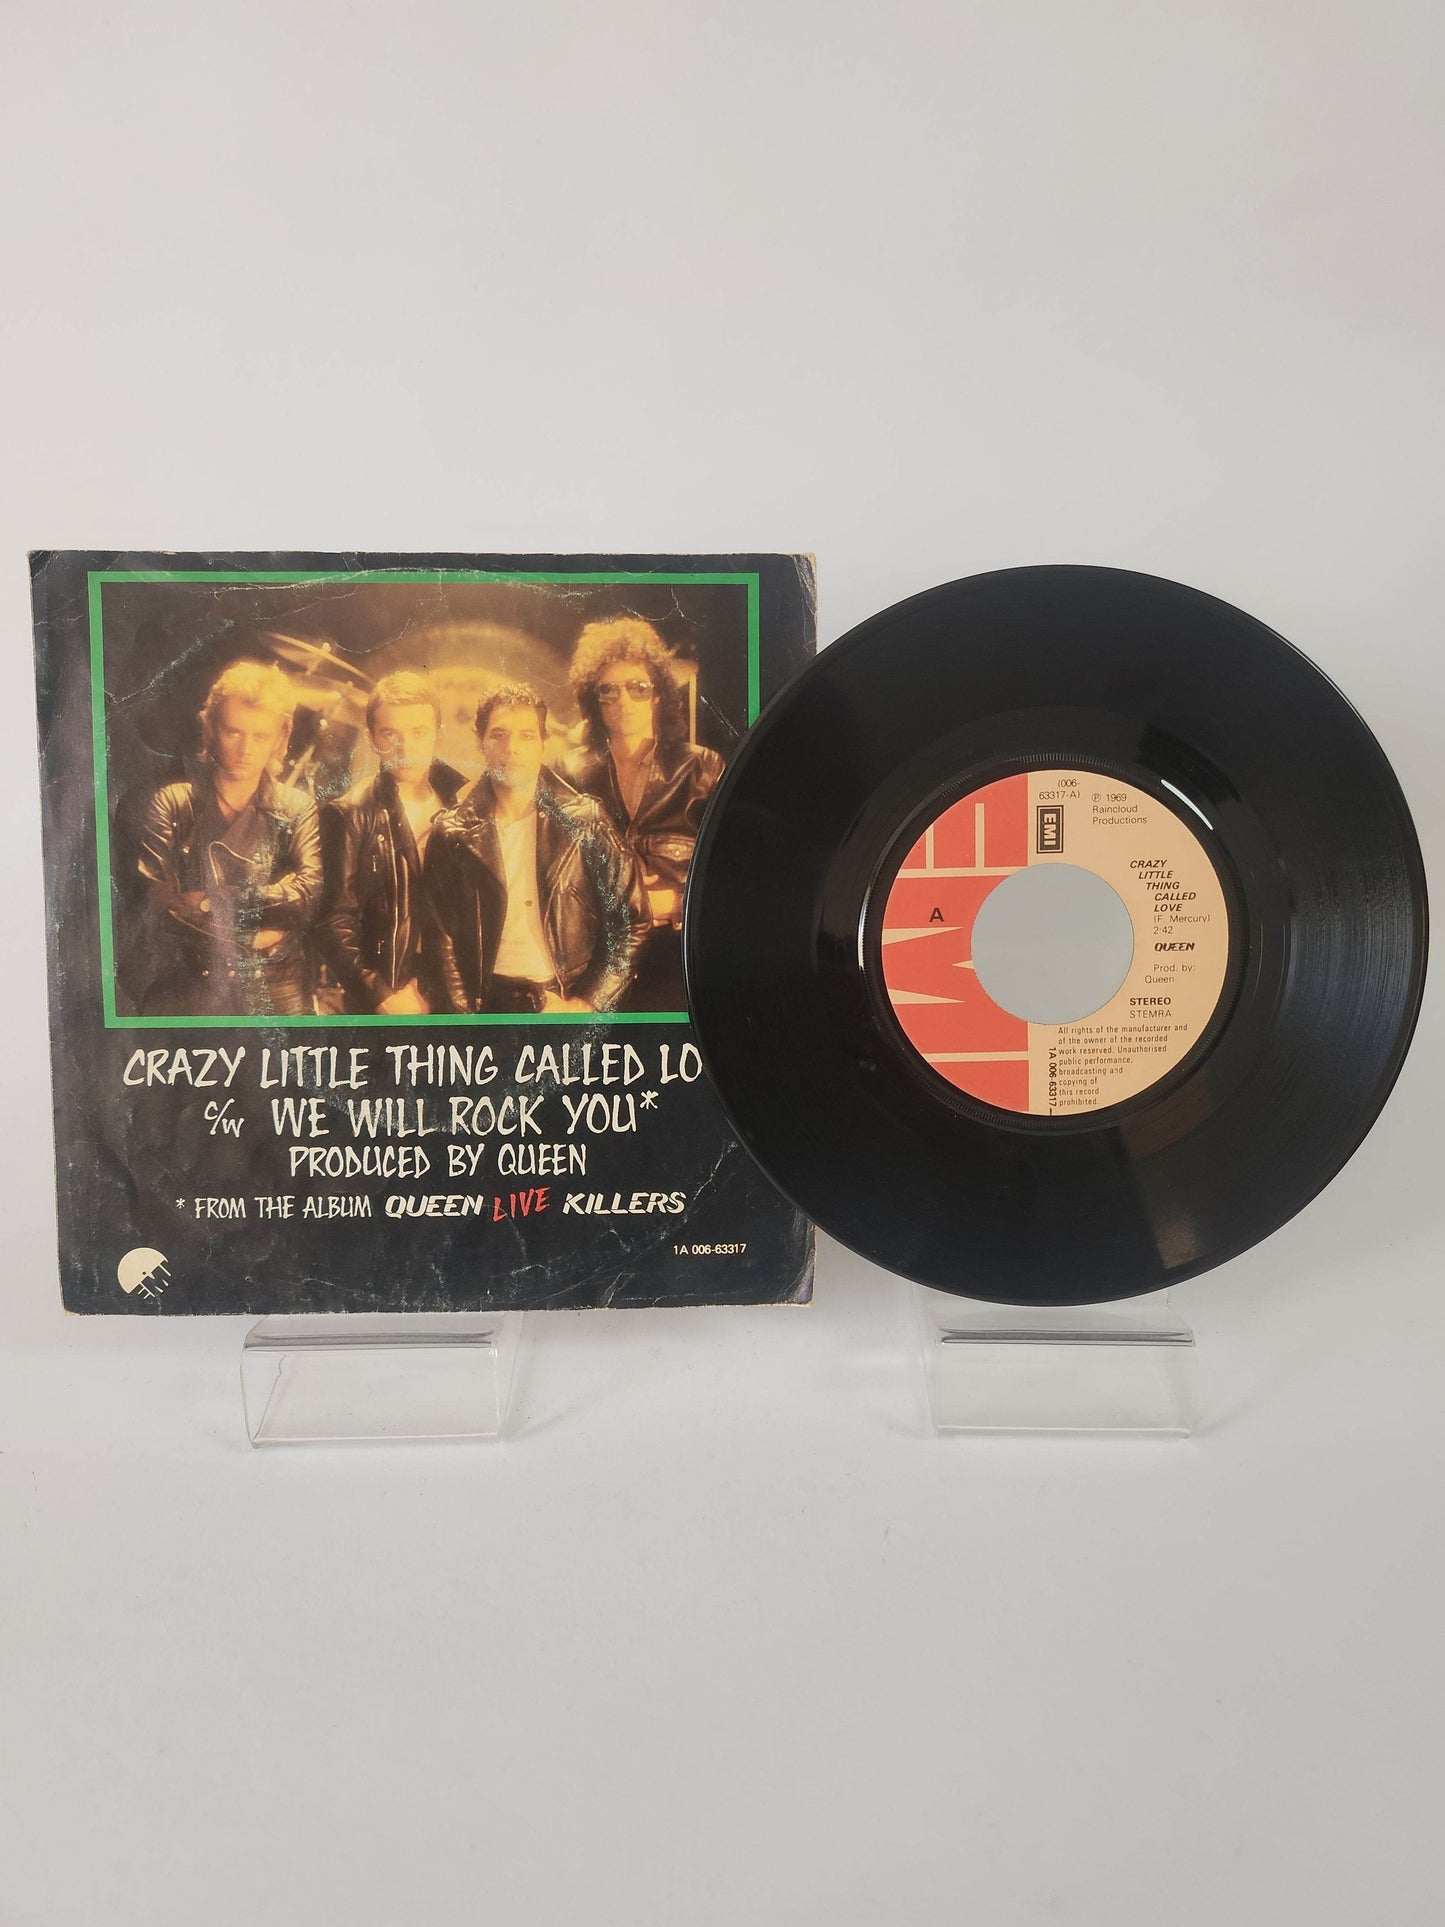 CRAZY LITTLE THING CALLED LO
c/w WE WILL ROCK YOU*
PRODUCED BY QUEEN
* FROM THE ALBUM QUEEN LIVE KILLERS
1A 006-63317
EMI
(006-
63317-A)
EMI
℗ 1969
Raincloud
Productions
CRAZY
LITTLE
THING
CALLED
LOVE
(F. Mercury)
2:42
QUEEN
Prod. by:
Queen
STEREO
STEMRA
All rights of the manufacturer and
of the owner of the recorded
work reserved. Unauthorised
public performance,
broadcasting and
copying of
this record
prohibited.
1A 006-63317
A
EMI